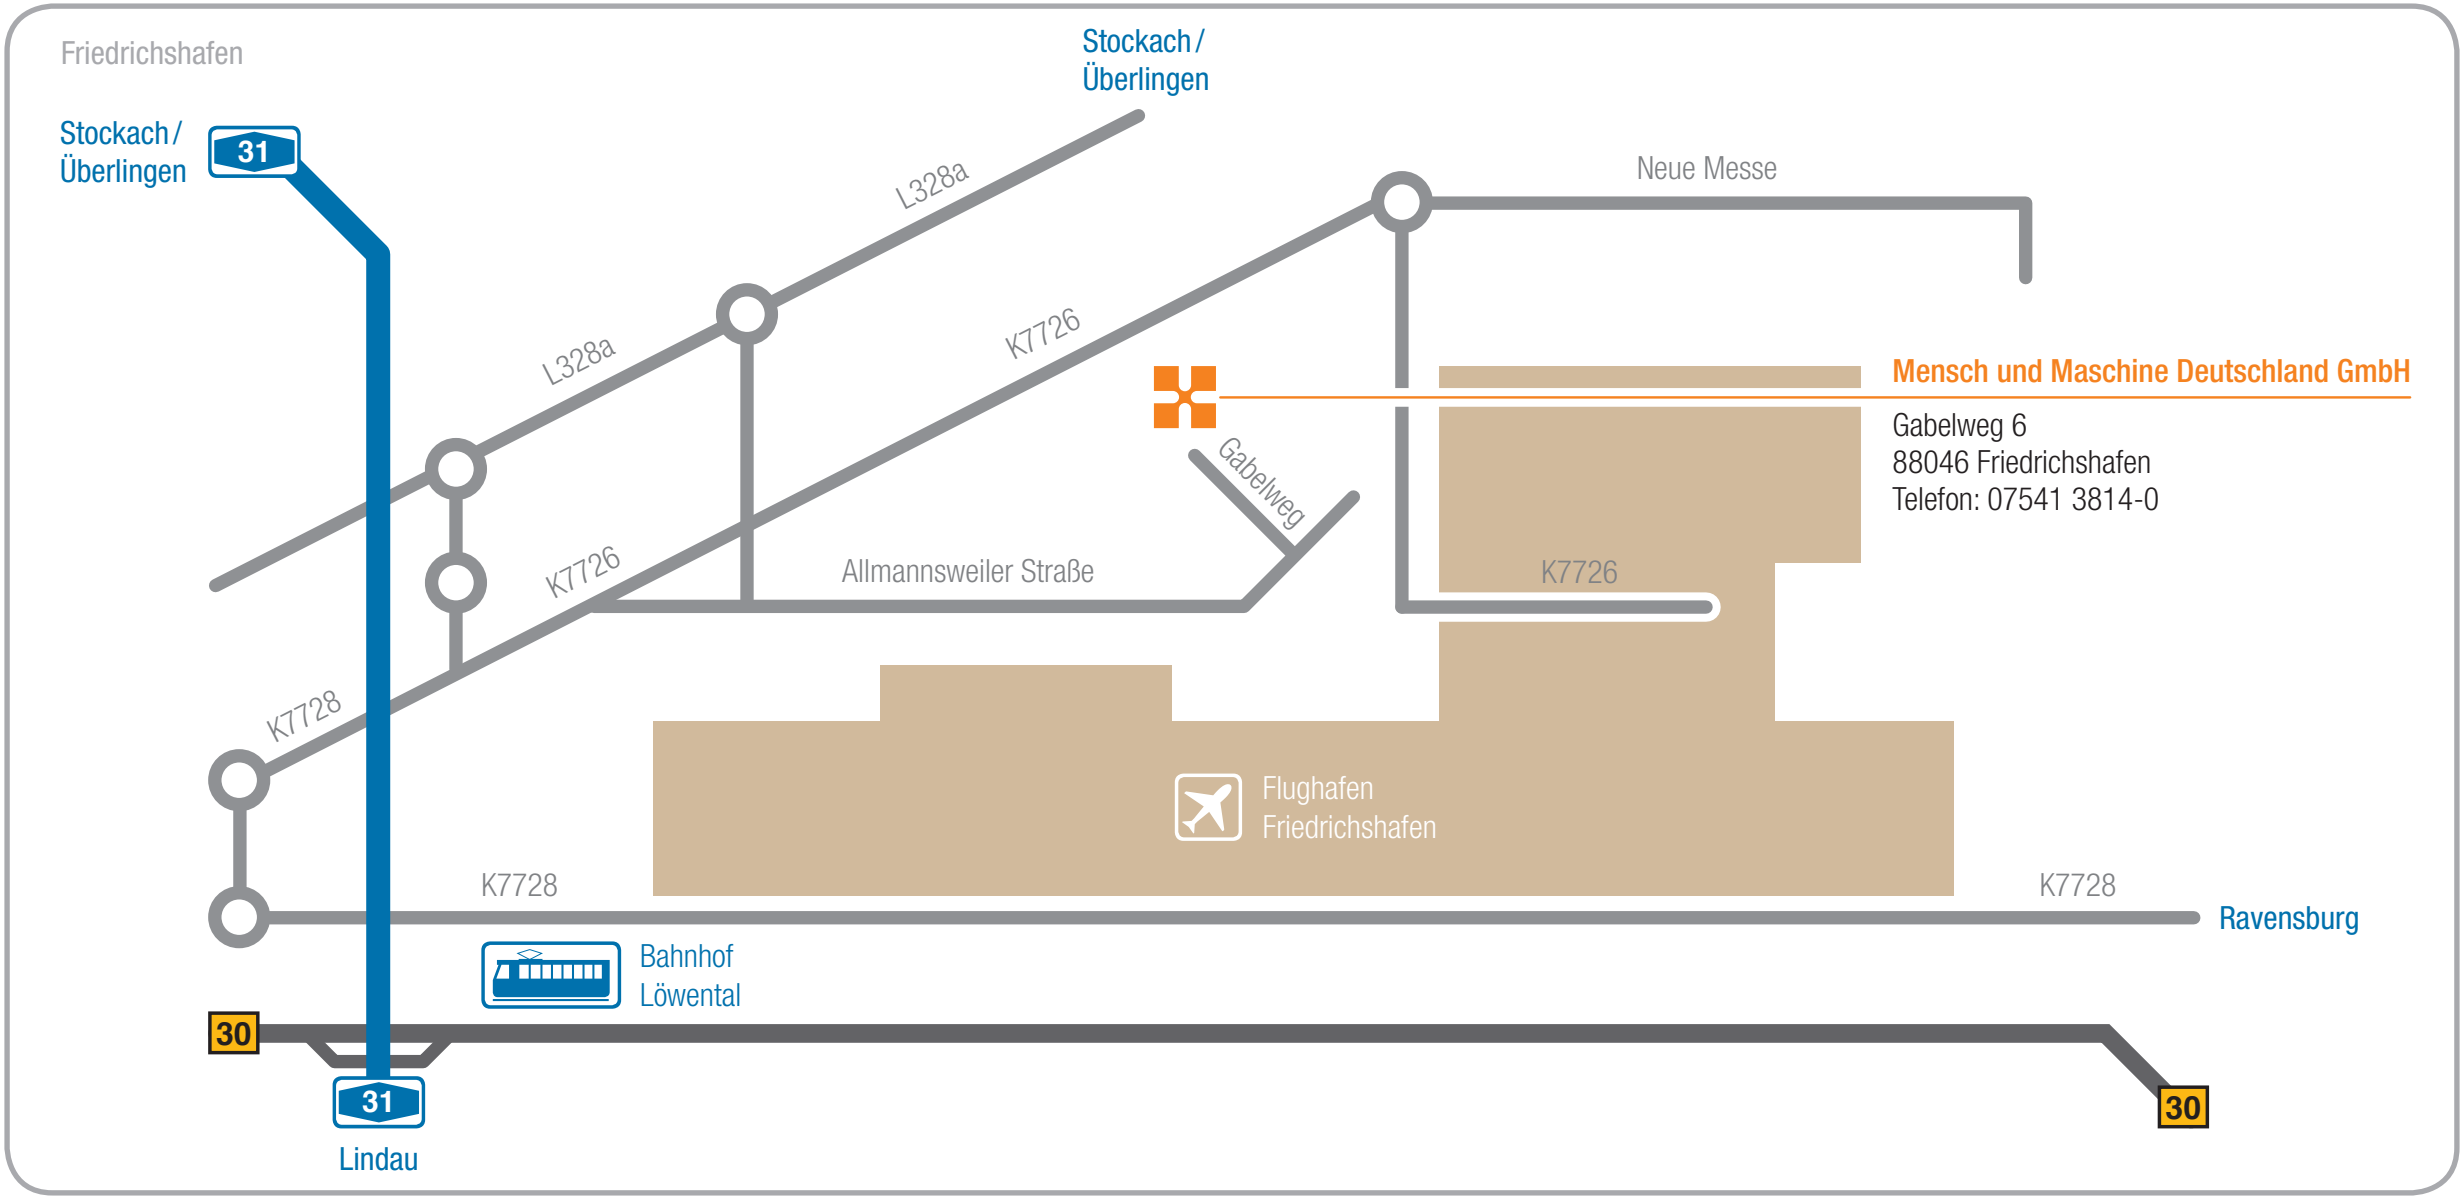 Friedrichshafen
Stockach /
Überlingen
31
Stockach /
Überlingen
L328a
Neue Messe
L328a
K7726
Mensch und Maschine Deutschland GmbH
Gabelweg 6
88046 Friedrichshafen
Telefon: 07541 3814-0
Gabelweg
K7726
Allmannsweiler Straße
K7726
K7728
Flughafen
Friedrichshafen
K7728
K7728
Ravensburg
Bahnhof
Löwental
30
31
30
Lindau